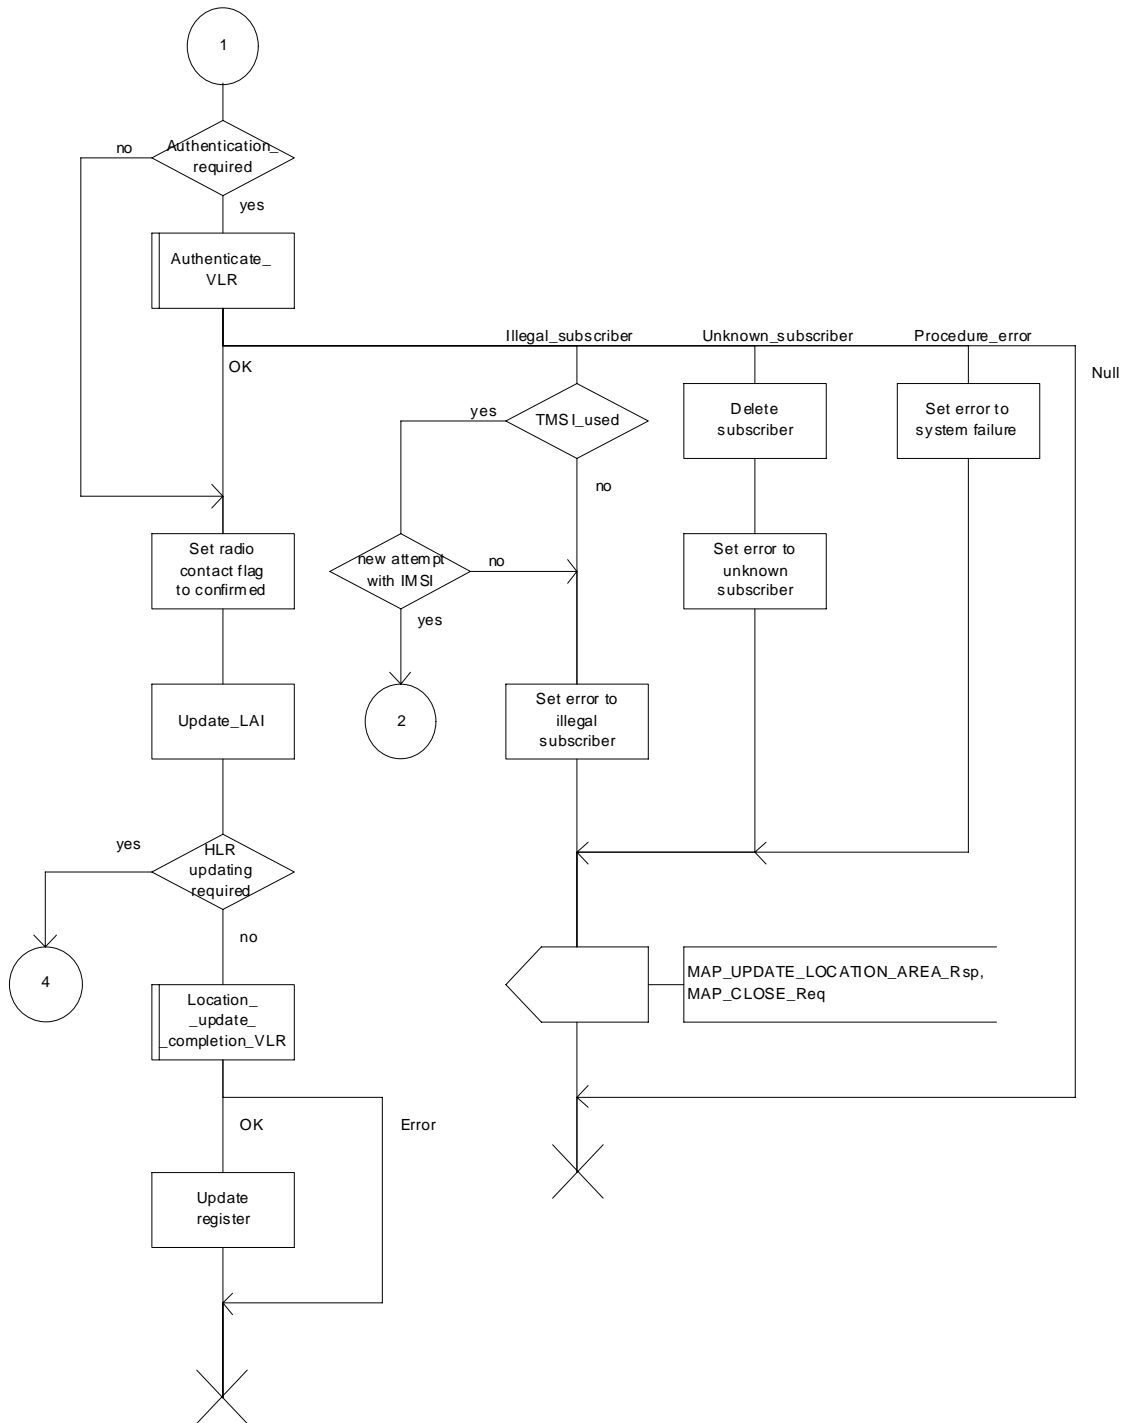 1
no
Authentication_
required
yes
Authenticate_
VLR
Illegal_subscriber
Unknown_subscriber
Procedure_error
OK
Null
yes
TMSI_used
Delete
subscriber
Set error to
system failure
no
Set radio
contact flag
to confirmed
new attempt
with IMSI
no
Set error to
unknown
subscriber
yes
Update_LAI
2
Set error to
illegal
subscriber
yes
HLR
updating
required
no
4
MAP_UPDATE_LOCATION_AREA_Rsp,
MAP_CLOSE_Req
Location_
_update_
_completion_VLR
OK
Error
Update
register